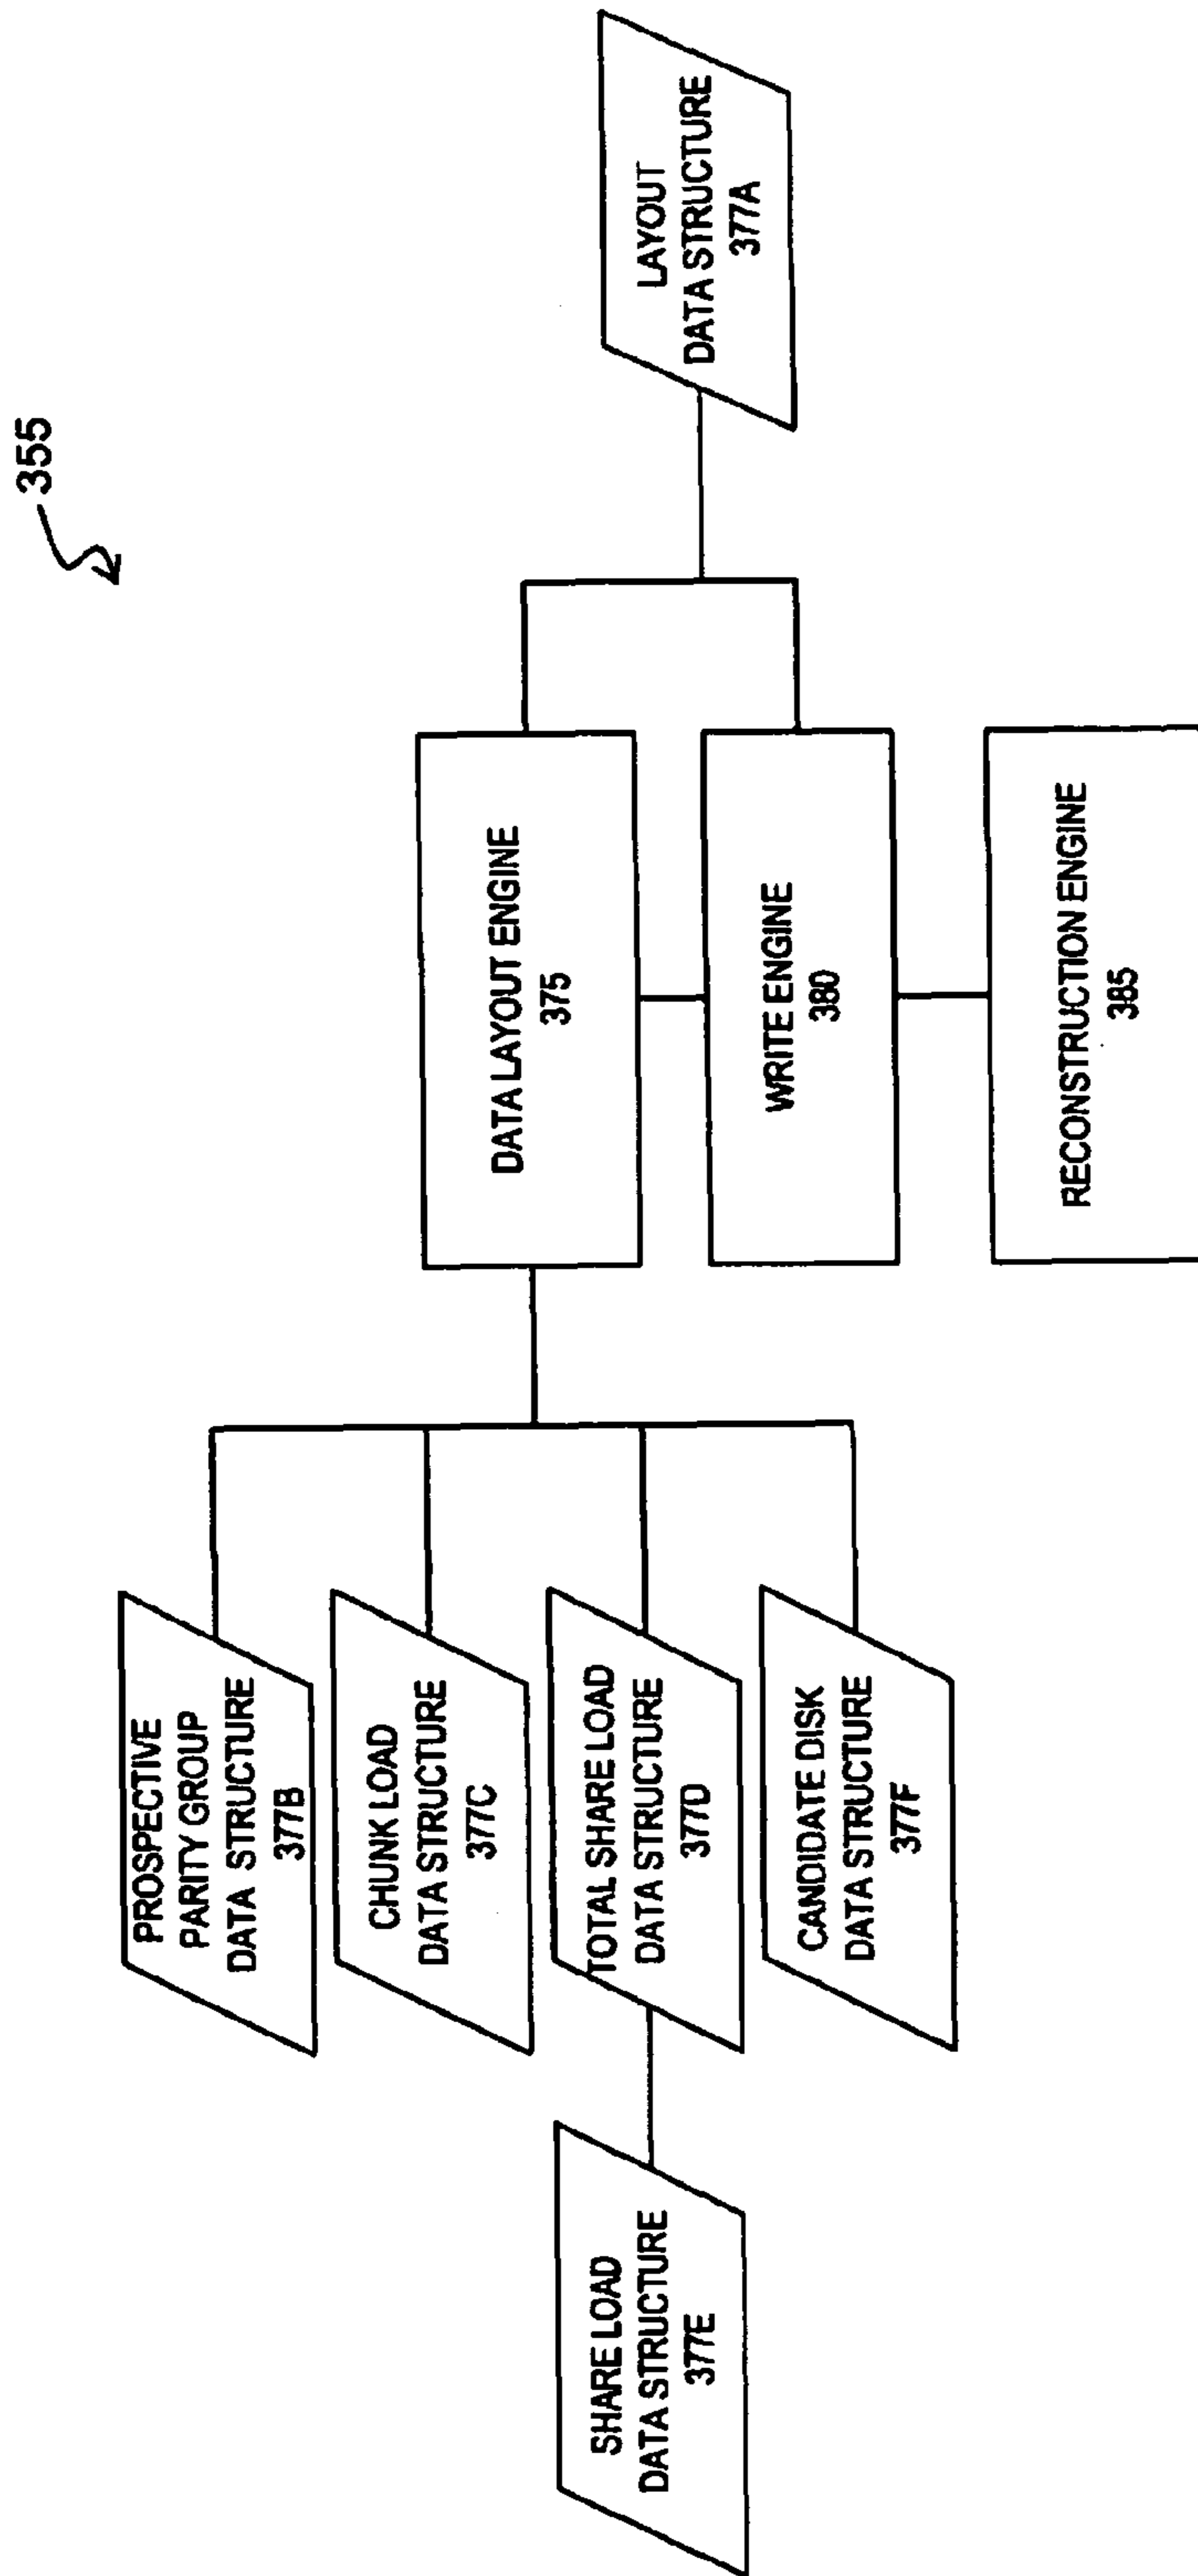 355
SHARE LOAD
DATA STRUCTURE
377E
PROSPECTIVE
PARITY GROUP
DATA STRUCTURE
377B
CHUNK LOAD
DATA STRUCTURE
377C
TOTAL SHARE LOAD
DATA STRUCTURE
377D
CANDIDATE DISK
DATA STRUCTURE
377F
DATA LAYOUT ENGINE
375
WRITE ENGINE
380
RECONSTRUCTION ENGINE
385
LAYOUT
DATA STRUCTURE
377A